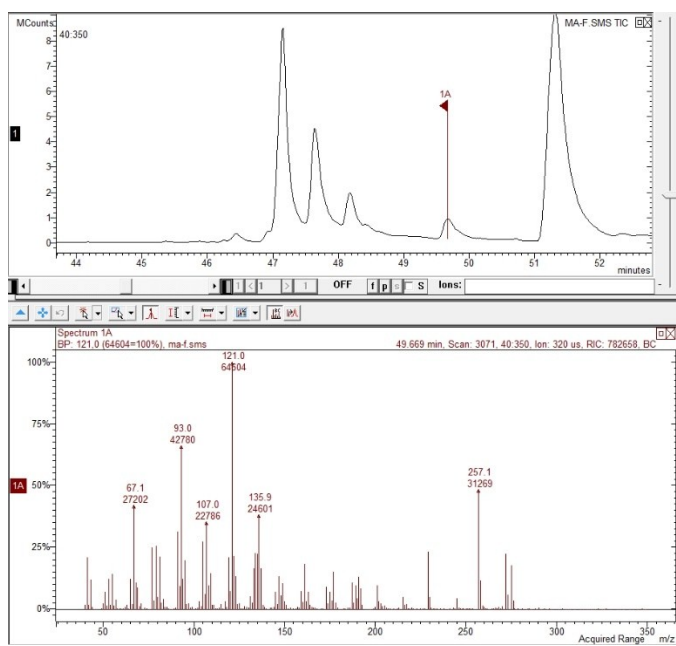 MCounts
MA-F.SMS TIC
40:350
8
7
6
5
4
3
2
1
0
1A
1
44 45 46 47 48 49 50 51 52
minutes
1 < 1 > 1 OFF f p s S Ions:
Spectrum 1A
BP: 121.0 (64604=100%), ma-f.sms 49.669 min, Scan: 3071, 40:350, Ion: 320 us, RIC: 782658, BC
121.0
64604
100%
75%
93.0
42780
50%
257.1
31269
67.1
27202
135.9
24601
107.0
22786
1A
25%
0%
50 100 150 200 250 300 350
Acquired Range m/z